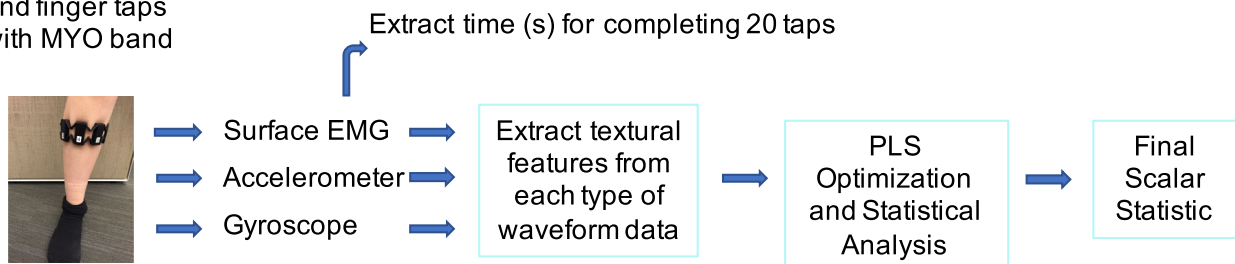 nd finger taps
with MYO band
Extract time (s) for completing 20 taps
Surface EMG
Accelerometer
Gyroscope
Extract textural
features from
each type of
waveform data
PLS
Optimization
and Statistical
Analysis
Final
Scalar
Statistic